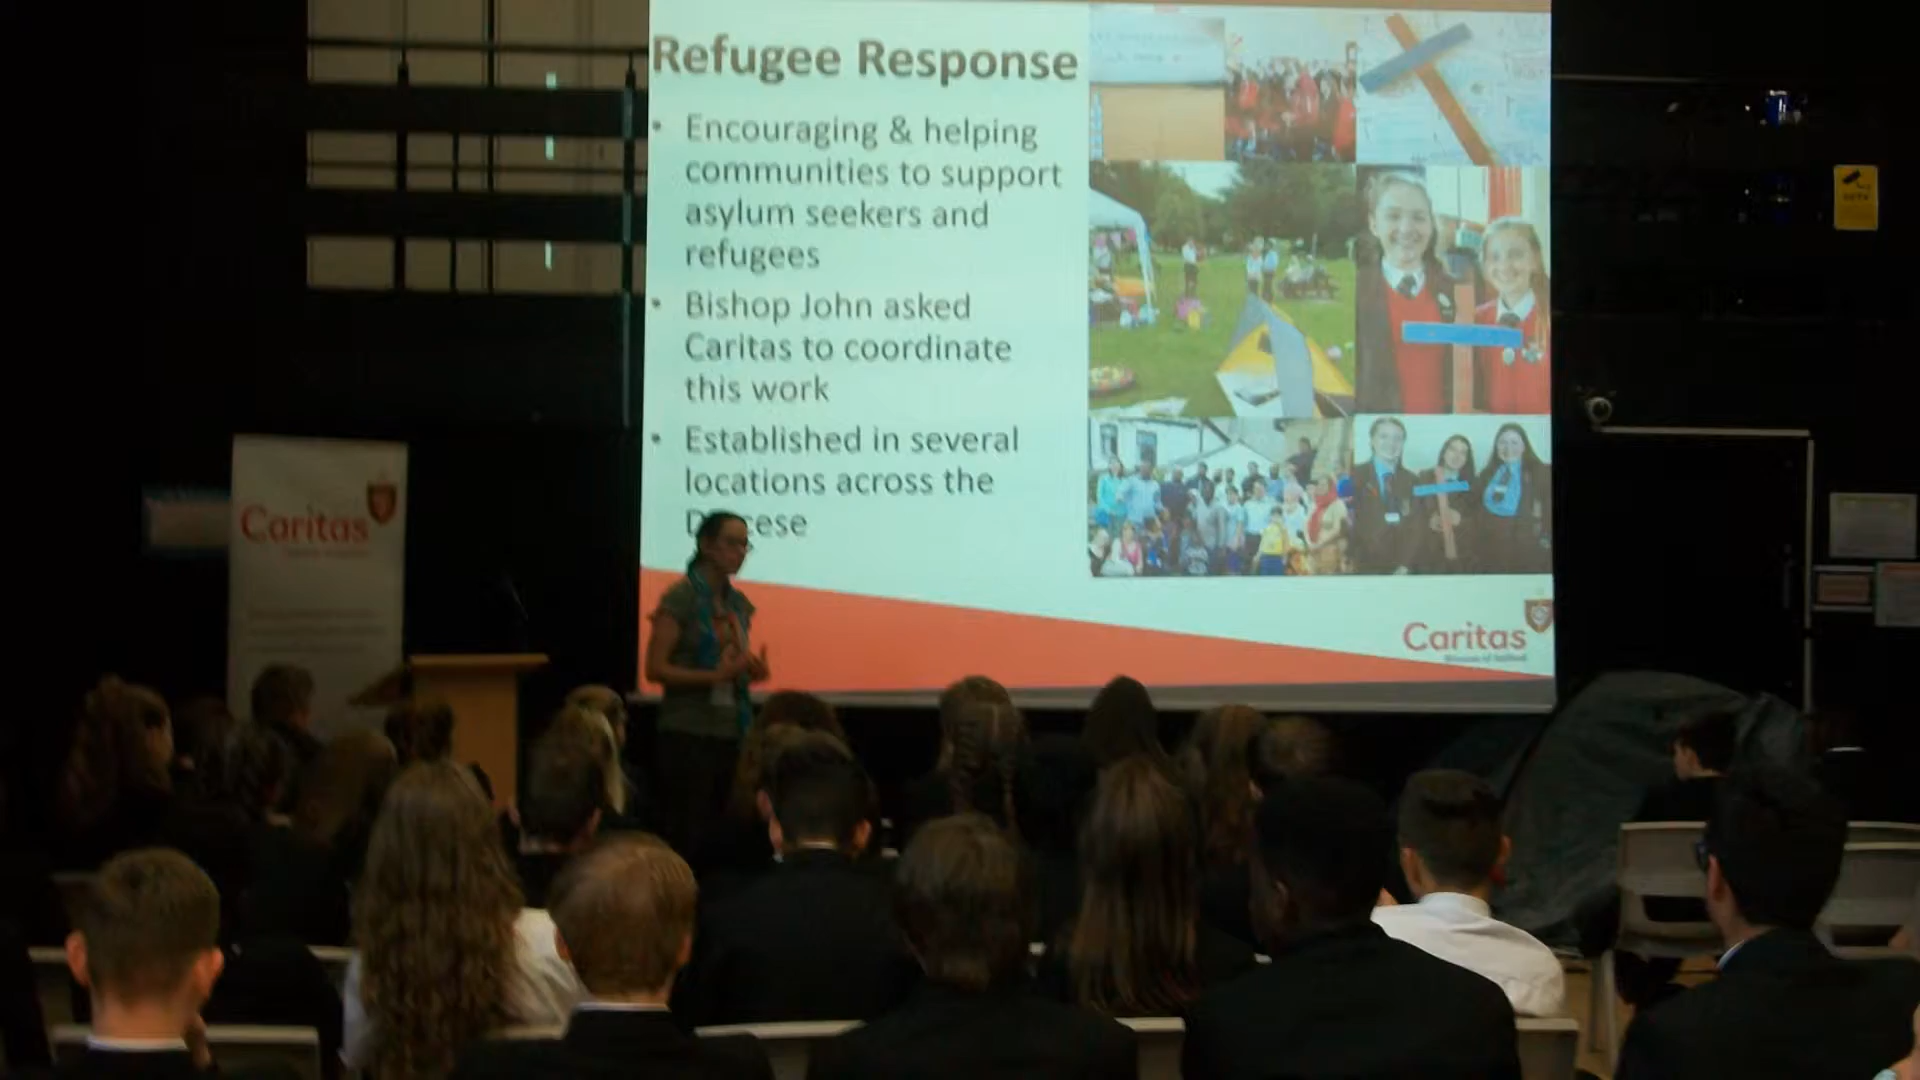 Refugee Response
• Encouraging & helping
communities to support
asylum seekers and
refugees
• Bishop John asked
Caritas to coordinate
this work
• Established in several
locations across the
Caritas
Caritas